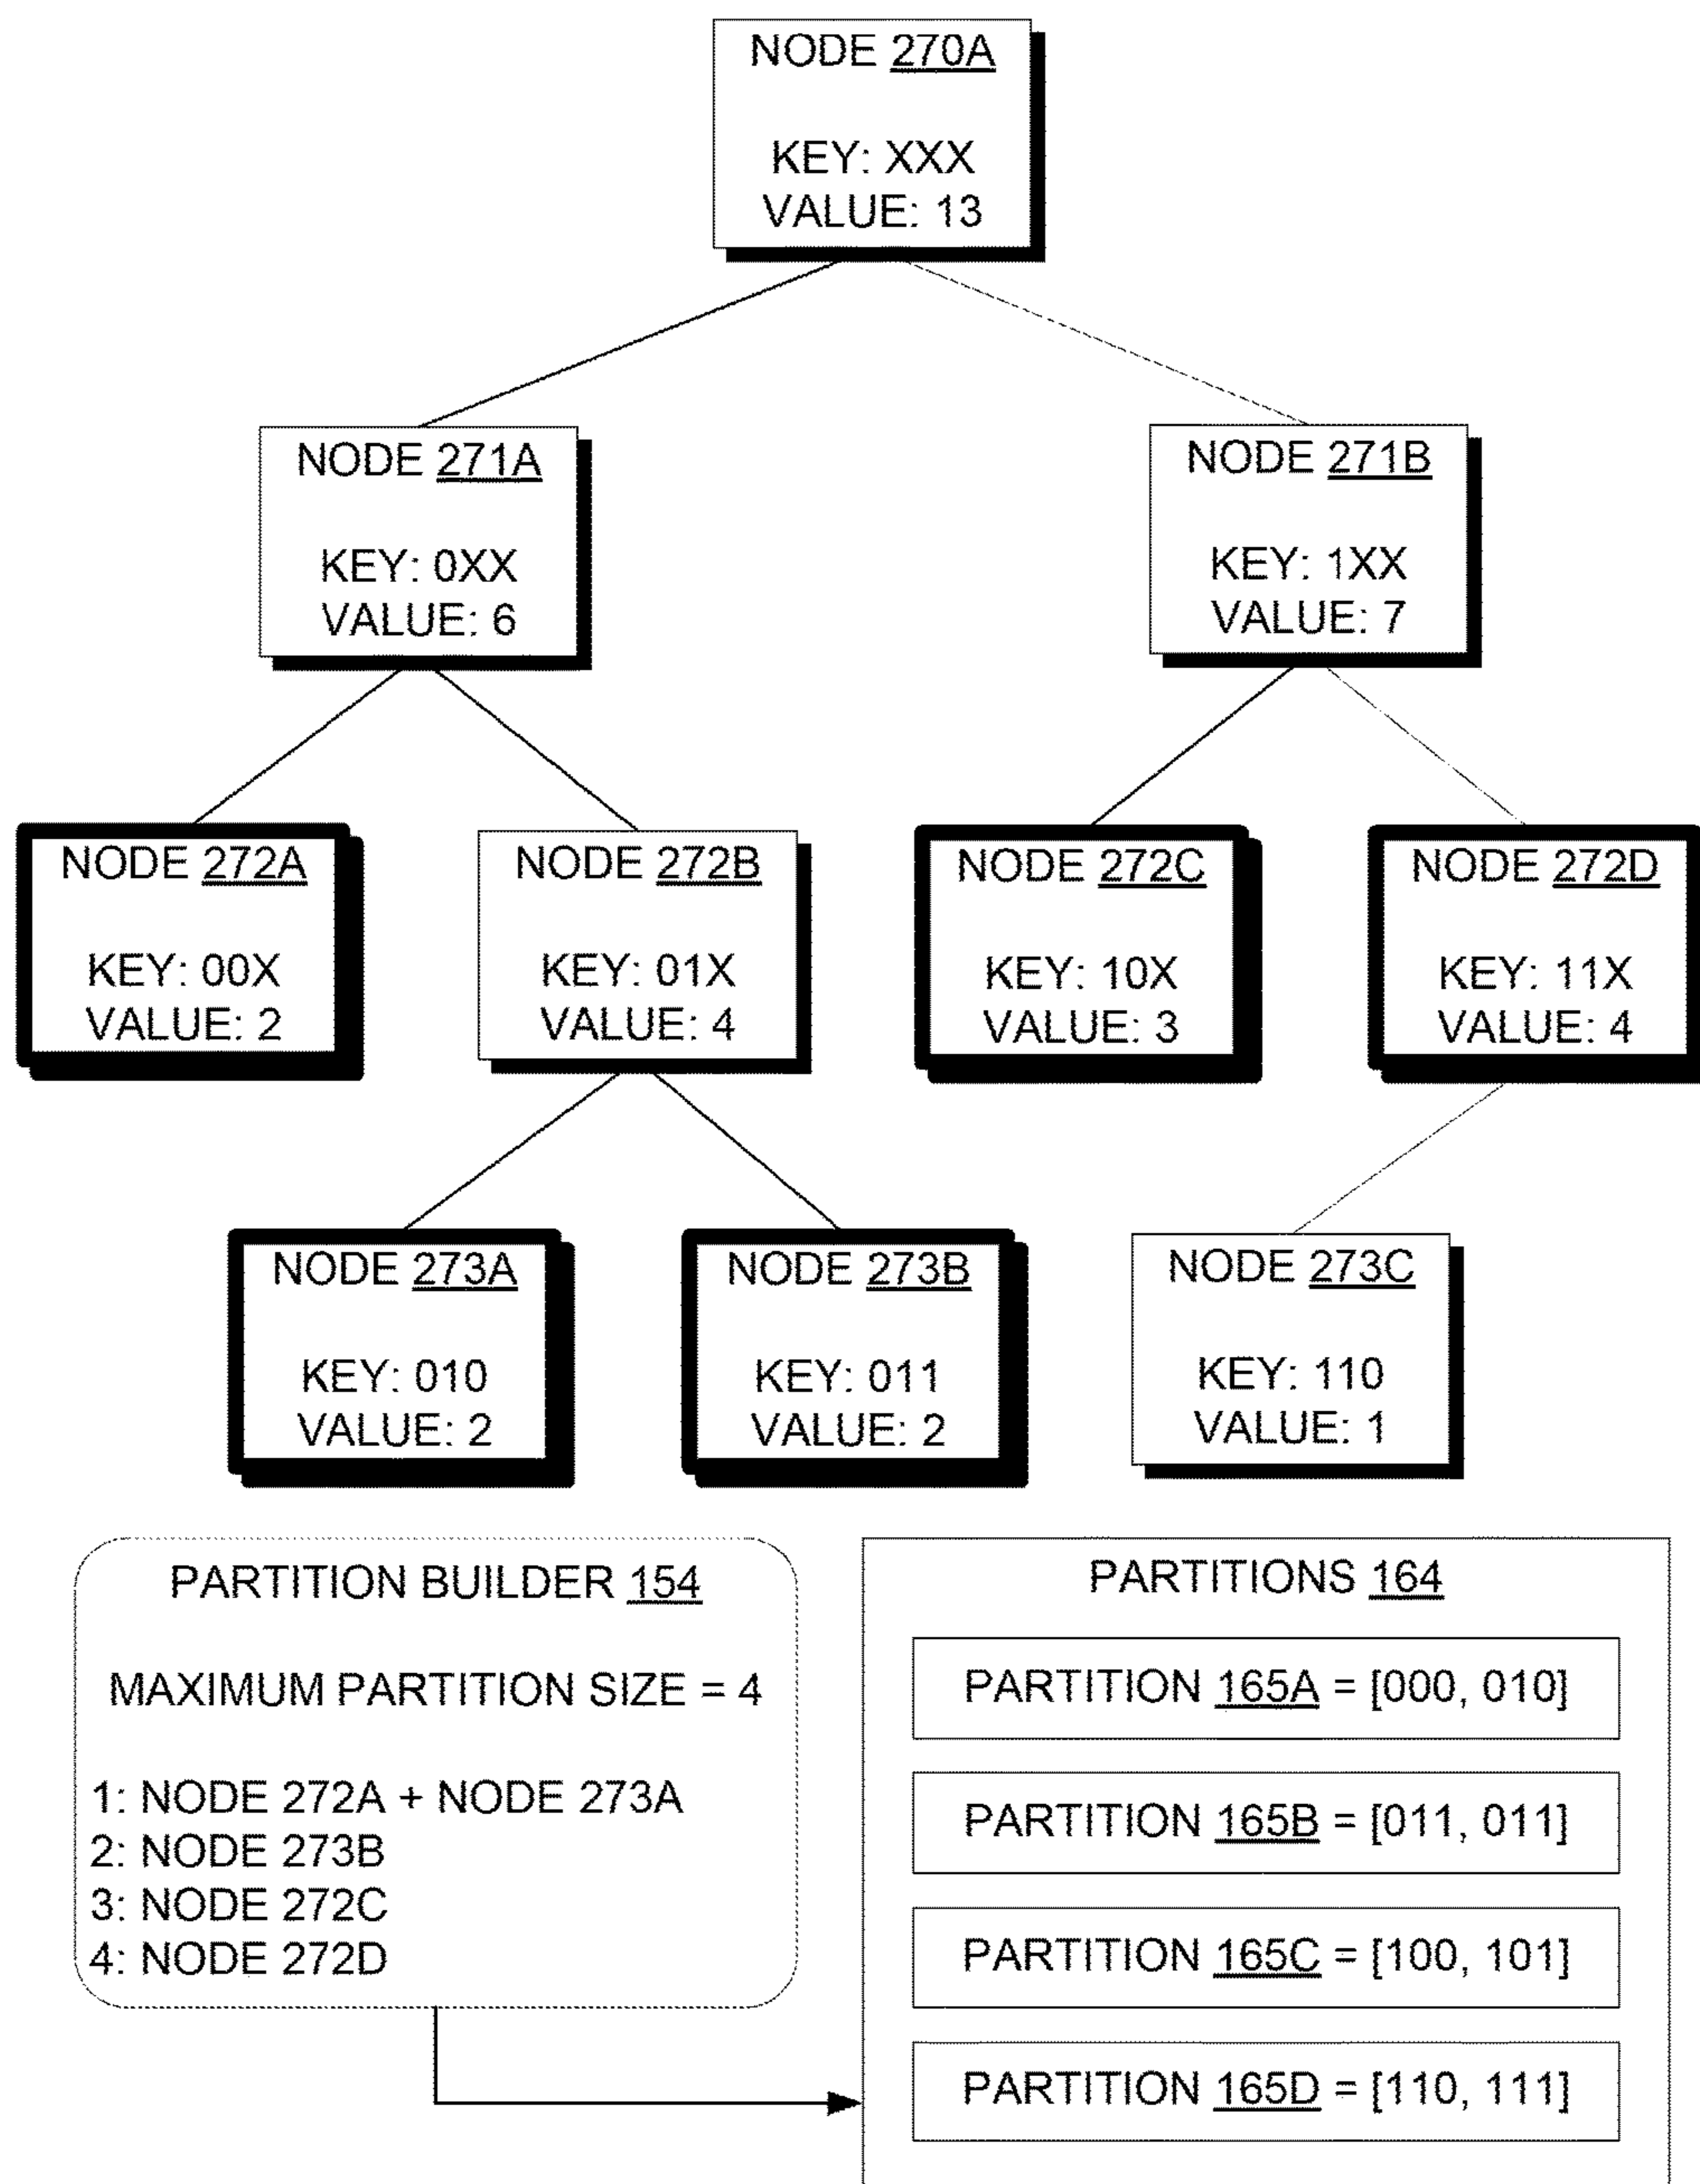 NODE 270A
KEY: XXX
VALUE: 13
NODE 271A
KEY: 0XX
VALUE: 6
NODE 271B
KEY: 1XX
VALUE: 7
NODE 272A
KEY: 00X
VALUE: 2
NODE 272B
KEY: 01X
VALUE: 4
NODE 272C
KEY: 10X
VALUE: 3
NODE 272D
KEY: 11X
VALUE: 4
NODE 273A
KEY: 010
VALUE: 2
NODE 273B
KEY: 011
VALUE: 2
NODE 273C
KEY: 110
VALUE: 1
PARTITION BUILDER 154
MAXIMUM PARTITION SIZE = 4
1: NODE 272A + NODE 273A
2: NODE 273B
3: NODE 272C
4: NODE 272D
PARTITIONS 164
PARTITION 165A = [000, 010]
PARTITION 165B = [011, 011]
PARTITION 165C = [100, 101]
PARTITION 165D = [110, 111]